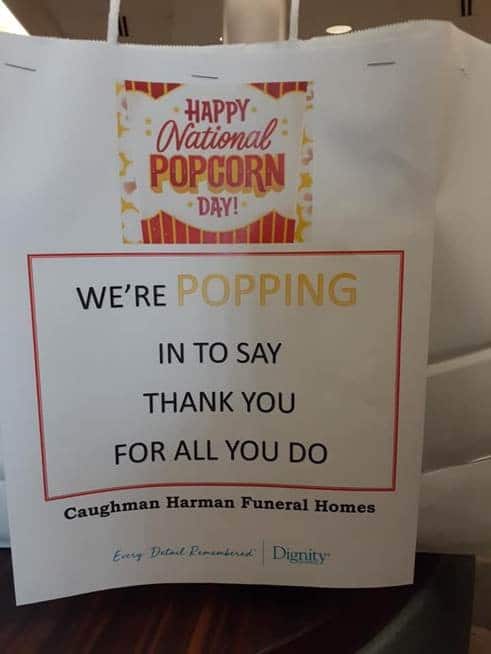 HAPPY
National
POPCORN
DAY!
WE'RE POPPING
IN TO SAY
THANK YOU
FOR ALL YOU DO
Caughman Harman Funeral Homes
Every Detail Remembered Dignity